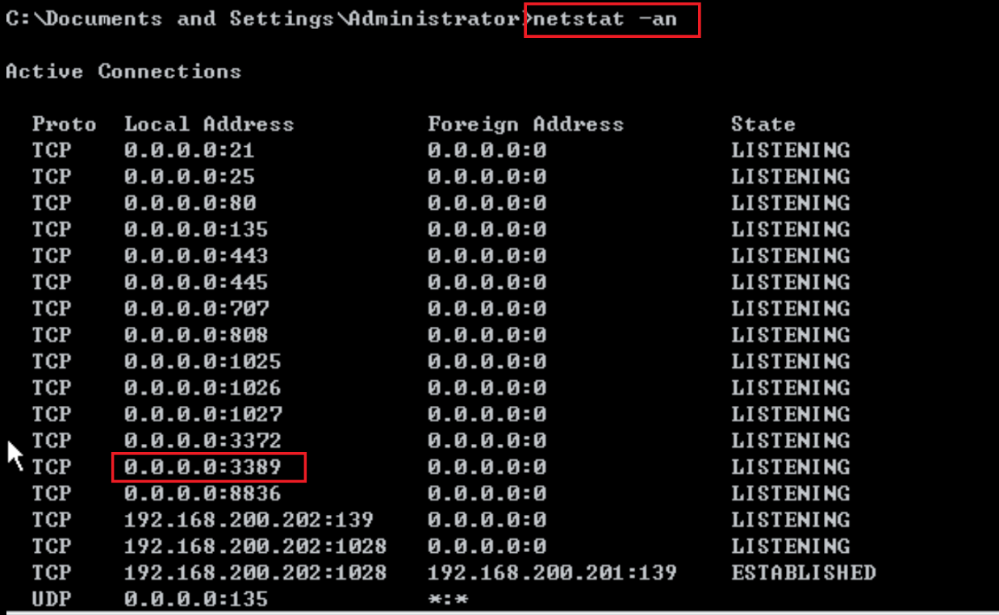 C:\Documents and Settings\Administrator>netstat -an
Active Connections
Proto Local Address Foreign Address State
TCP 0.0.0.0:21 0.0.0.0:0 LISTENING
TCP 0.0.0.0:25 0.0.0.0:0 LISTENING
TCP 0.0.0.0:80 0.0.0.0:0 LISTENING
TCP 0.0.0.0:135 0.0.0.0:0 LISTENING
TCP 0.0.0.0:443 0.0.0.0:0 LISTENING
TCP 0.0.0.0:445 0.0.0.0:0 LISTENING
TCP 0.0.0.0:707 0.0.0.0:0 LISTENING
TCP 0.0.0.0:808 0.0.0.0:0 LISTENING
TCP 0.0.0.0:1025 0.0.0.0:0 LISTENING
TCP 0.0.0.0:1026 0.0.0.0:0 LISTENING
TCP 0.0.0.0:1027 0.0.0.0:0 LISTENING
TCP 0.0.0.0:3372 0.0.0.0:0 LISTENING
TCP 0.0.0.0:3389 0.0.0.0:0 LISTENING
TCP 0.0.0.0:8836 0.0.0.0:0 LISTENING
TCP 192.168.200.202:139 0.0.0.0:0 LISTENING
TCP 192.168.200.202:1028 0.0.0.0:0 LISTENING
TCP 192.168.200.202:1028 192.168.200.201:139 ESTABLISHED
UDP 0.0.0.0:135 *:*